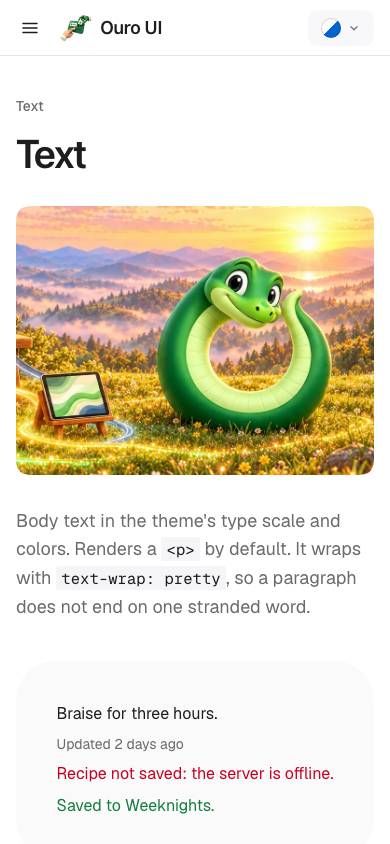 Ouro UI
Text
Text
Body text in the theme's type scale and
colors. Renders a <p> by default. It wraps
with text-wrap: pretty, so a paragraph
does not end on one stranded word.
Braise for three hours.
Updated 2 days ago
Recipe not saved: the server is offline.
Saved to Weeknights.